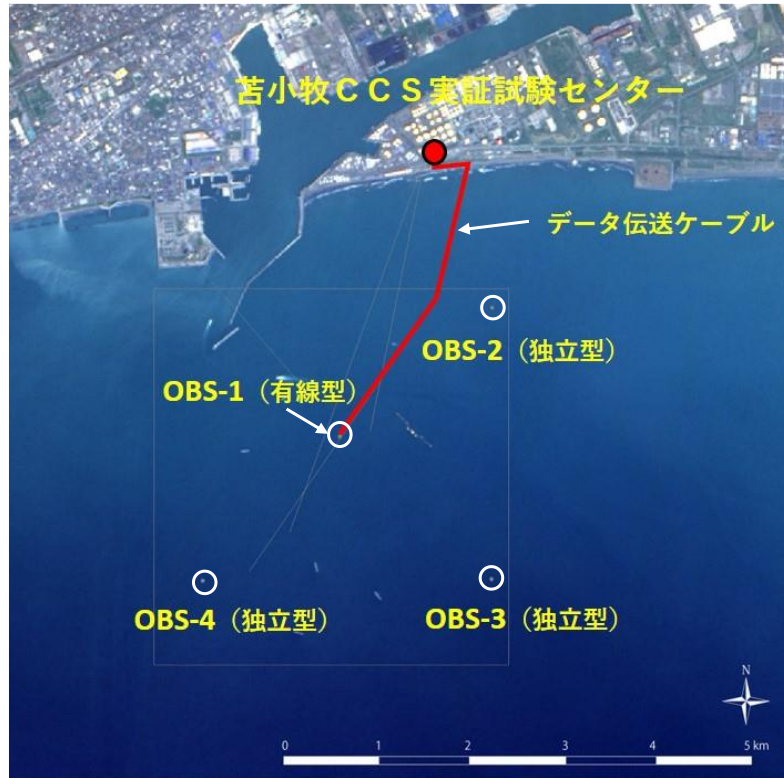 苫小牧ＣＣＳ実証試験センター
データ伝送ケーブル
OBS-2（独立型）
OBS-1（有線型）
OBS-4（独立型）
OBS-3（独立型）
N
0 1 2 3 4 5 km